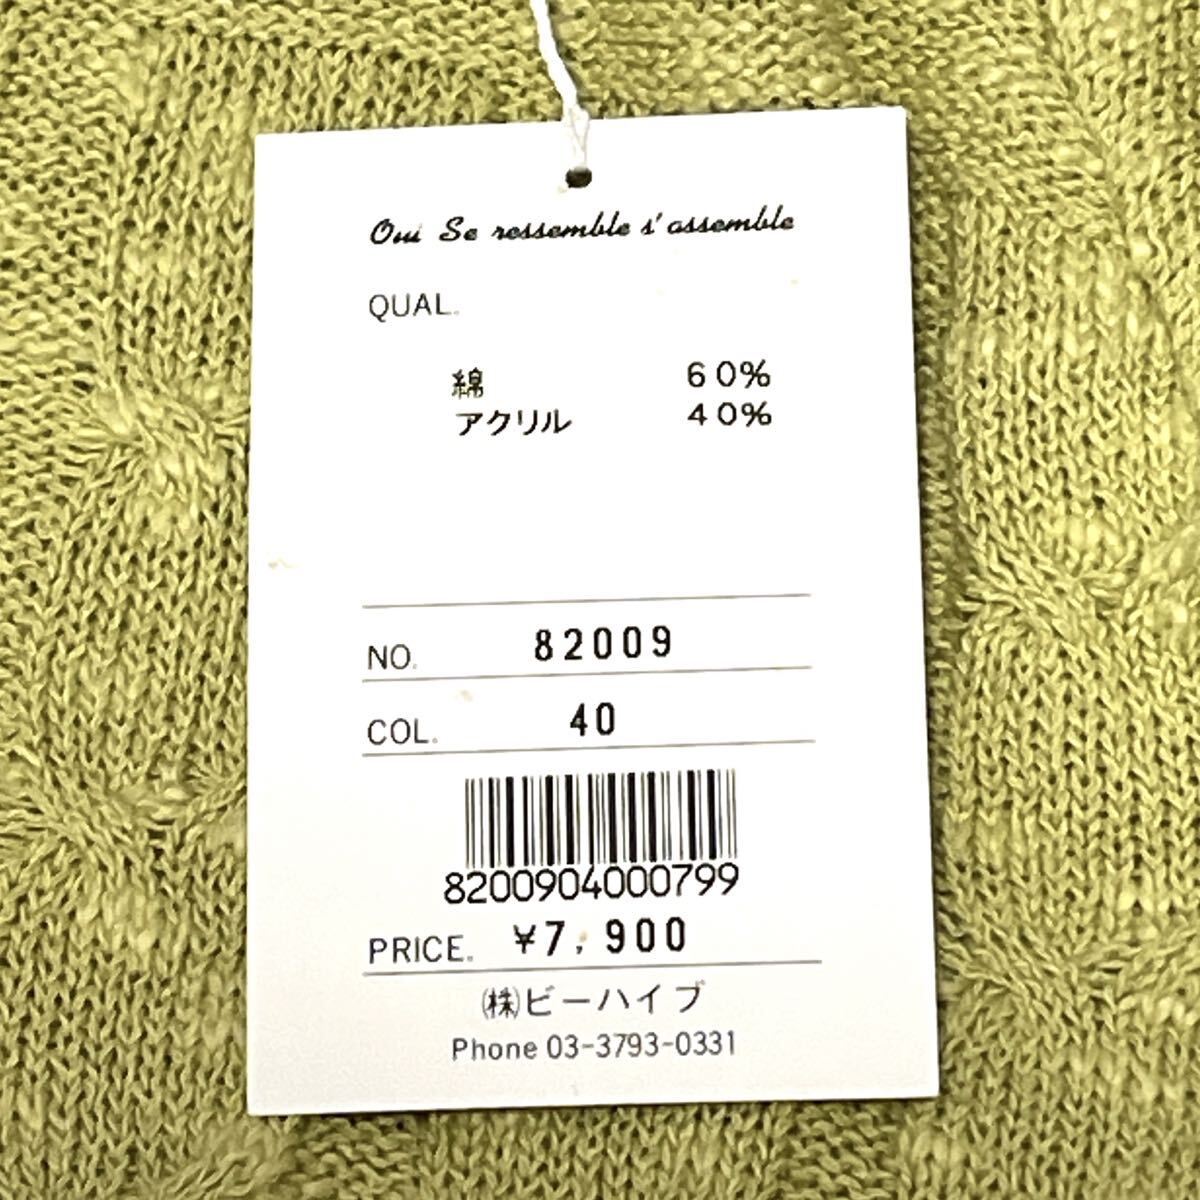 Oui Se ressemble s'assemble
QUAL.
綿 60%
アクリル 40%
NO. 82009
COL. 40
8200904000799
PRICE. ¥7,900
㈱ビーハイブ
Phone 03-3793-0331